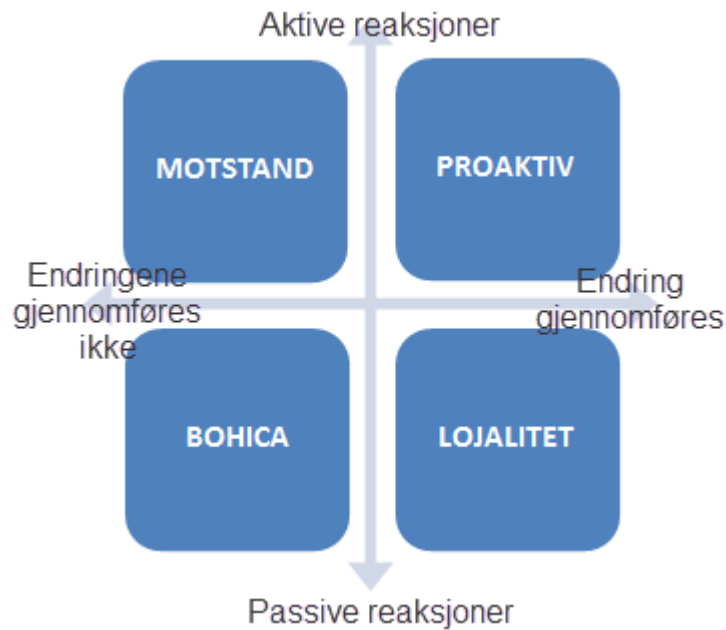 Aktive reaksjoner
MOTSTAND
PROAKTIV
Endringene
gjennomføres
ikke
Endring
gjennomføres
BOHICA
LOJALITET
Passive reaksjoner